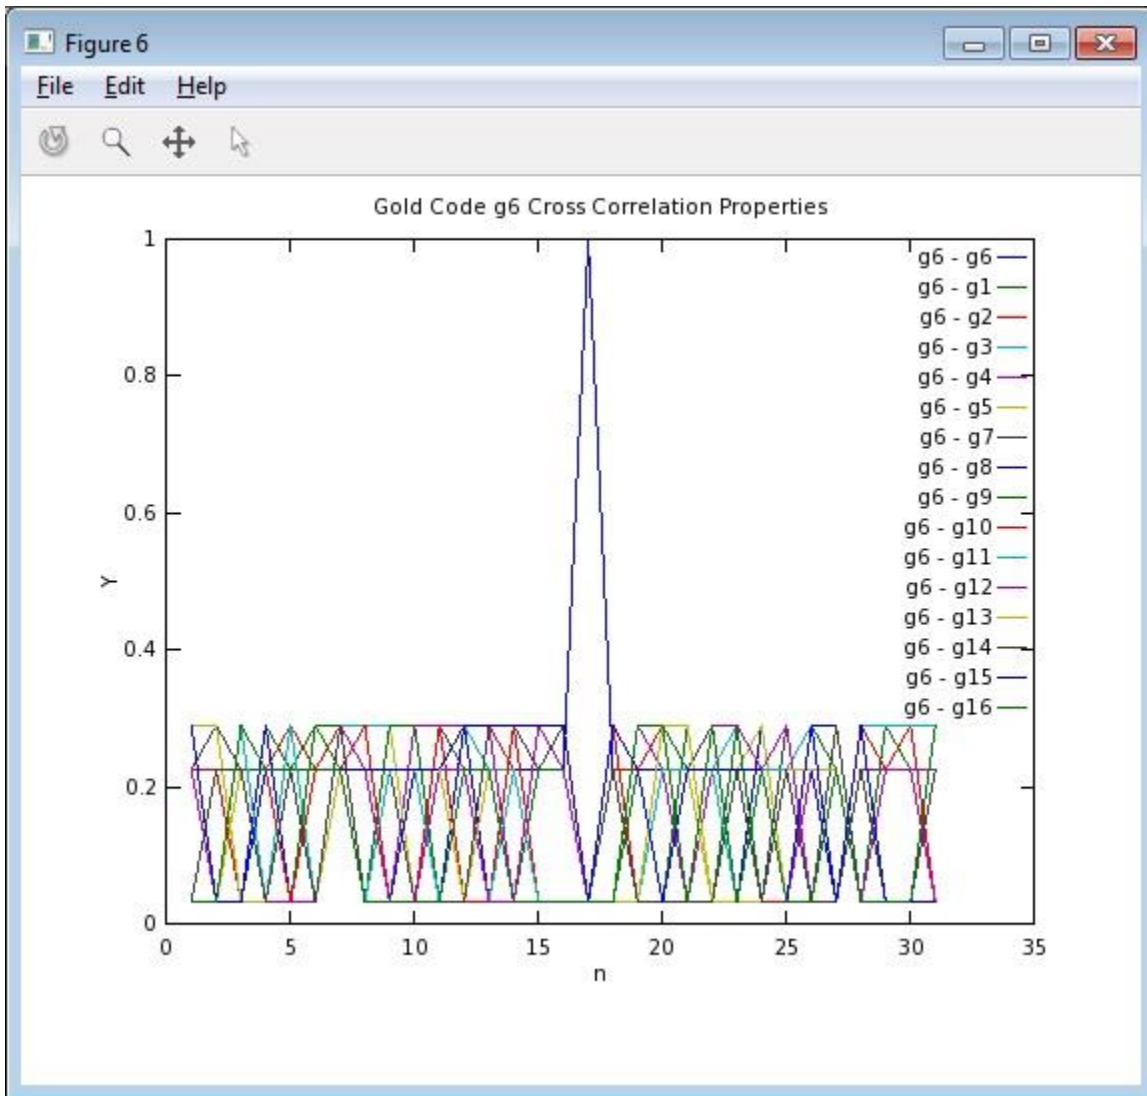 Figure 6
File Edit Help
Gold Code g6 Cross Correlation Properties
1
0.8
0.6
0.4
0.2
0
Y
0 5 10 15 20 25 30 35
n
g6 - g6
g6 - g1
g6 - g2
g6 - g3
g6 - g4
g6 - g5
g6 - g7
g6 - g8
g6 - g9
g6 - g10
g6 - g11
g6 - g12
g6 - g13
g6 - g14
g6 - g15
g6 - g16